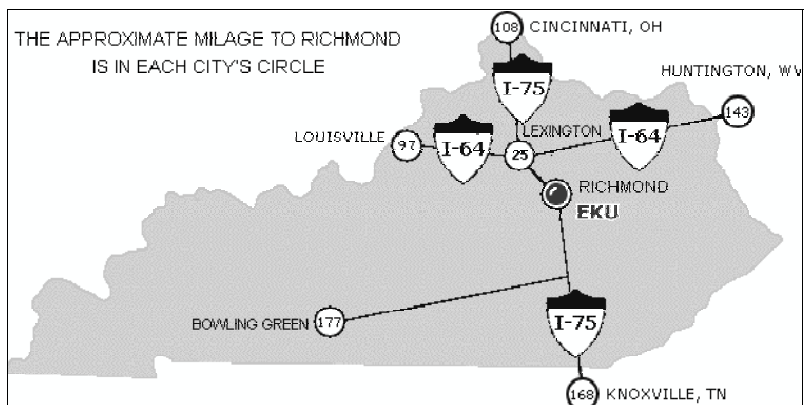 THE APPROXIMATE MILAGE TO RICHMOND
IS IN EACH CITY'S CIRCLE
108 CINCINNATI, OH
HUNTINGTON, WV
I-75
LEXINGTON
I-64
143
LOUISVILLE
97
I-64
25
RICHMOND
EKU
BOWLING GREEN 177
I-75
168 KNOXVILLE, TN